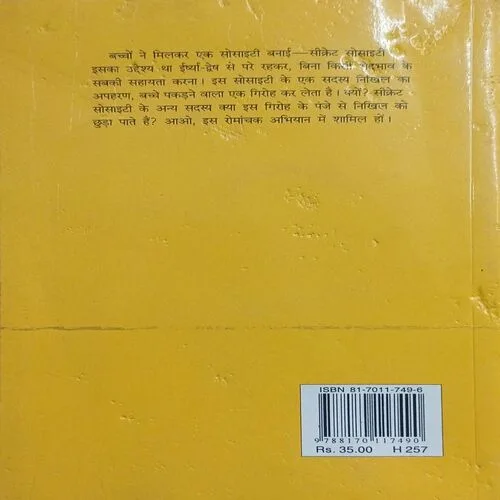 बच्चों ने मिलकर एक सोसाइटी बनाई—सीक्रेट सोसाइटी
इसका उद्देश्य था ईर्ष्या-द्वेष से परे रहकर, बिना किसी भेदभाव के
सबकी सहायता करना। इस सोसाइटी के एक सदस्य निखिल का
अपहरण, बच्चे पकड़ने वाला एक गिरोह कर लेता है। क्यों? सीक्रेट
सोसाइटी के अन्य सदस्य क्या इस गिरोह के पंजे से निखिल को
छुड़ा पाते हैं? आओ, इस रोमांचक अभियान में शामिल हों।
ISBN 81-7011-749-6
9788170117490
Rs. 35.00 H 257